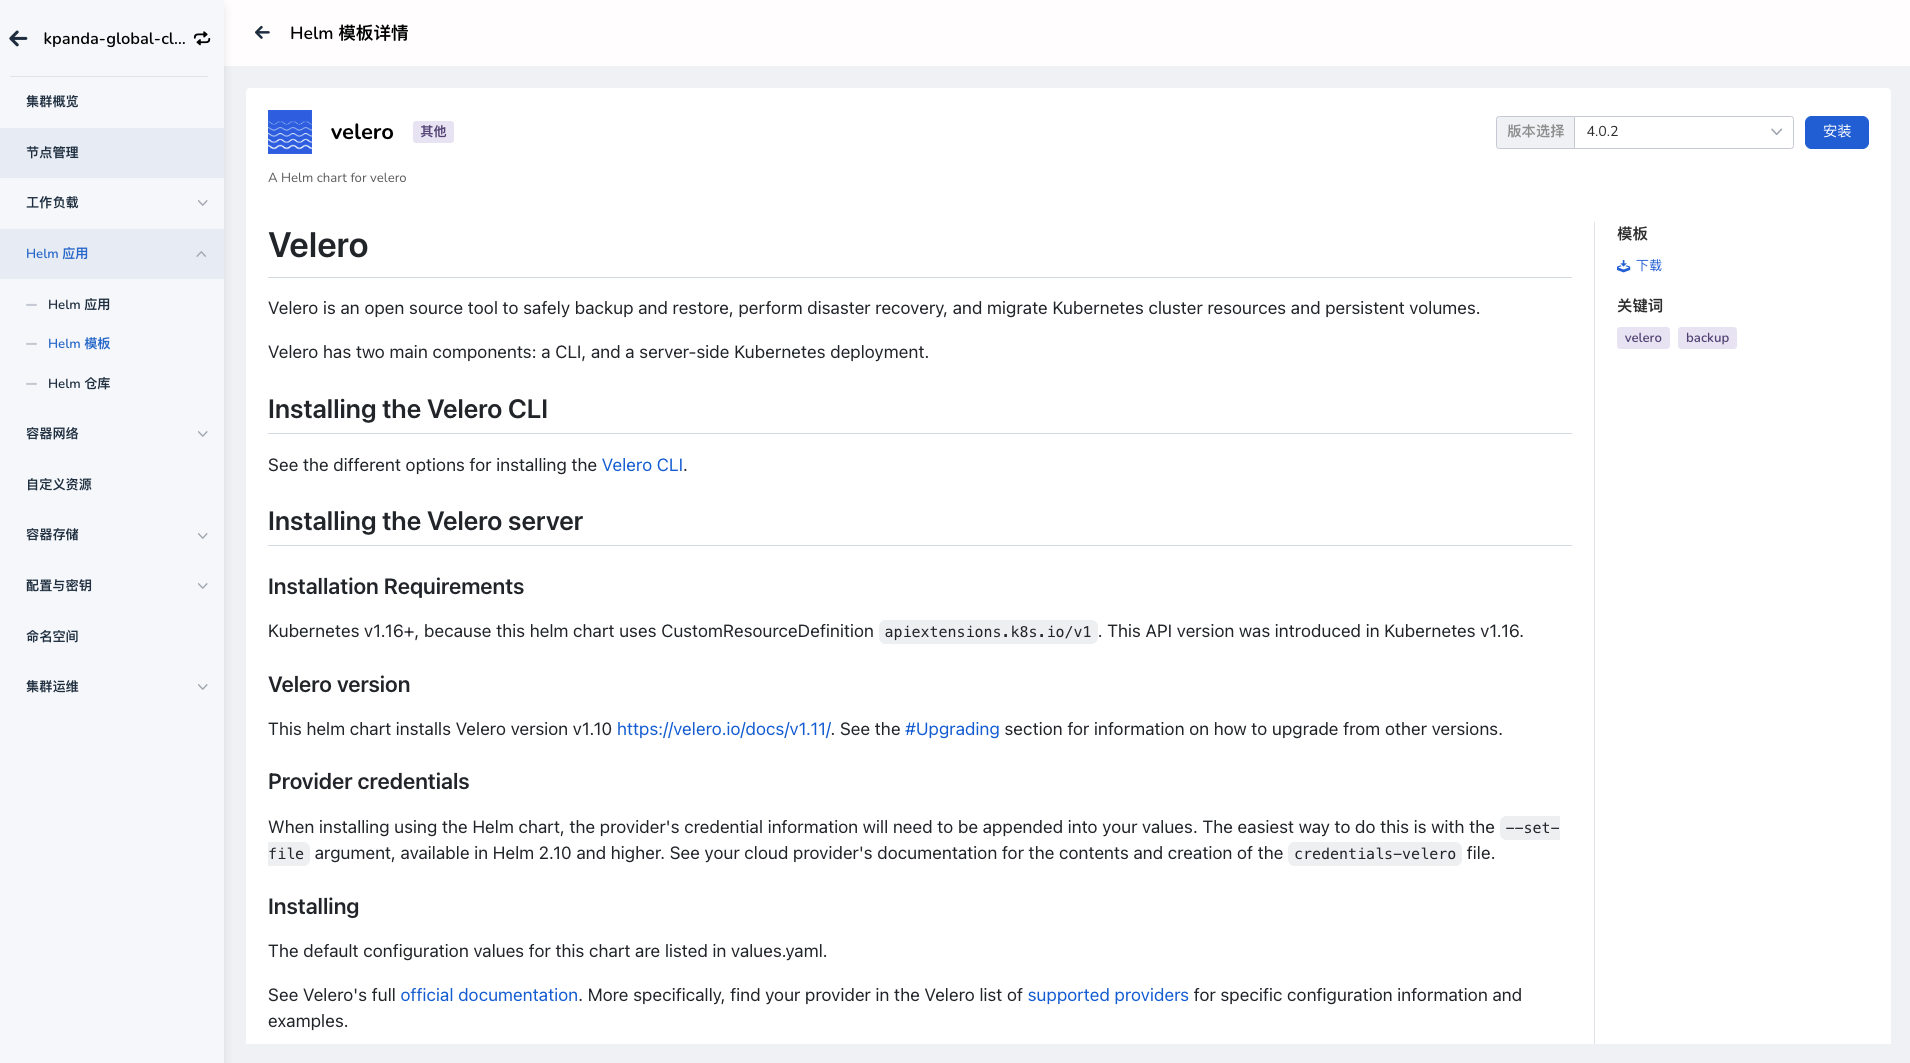 kpanda-global-cl...
集群概览
节点管理
工作负载
Helm 应用
Helm 应用
Helm 模板
Helm 仓库
容器网络
自定义资源
容器存储
配置与密钥
命名空间
集群运维
Helm 模板详情
velero 其他
版本选择 4.0.2 安装
A Helm chart for velero
Velero
Velero is an open source tool to safely backup and restore, perform disaster recovery, and migrate Kubernetes cluster resources and persistent volumes.
Velero has two main components: a CLI, and a server-side Kubernetes deployment.
Installing the Velero CLI
See the different options for installing the Velero CLI.
Installing the Velero server
Installation Requirements
Kubernetes v1.16+, because this helm chart uses CustomResourceDefinition apiextensions.k8s.io/v1. This API version was introduced in Kubernetes v1.16.
Velero version
This helm chart installs Velero version v1.10 https://velero.io/docs/v1.11/. See the #Upgrading section for information on how to upgrade from other versions.
Provider credentials
When installing using the Helm chart, the provider's credential information will need to be appended into your values. The easiest way to do this is with the --set-
file argument, available in Helm 2.10 and higher. See your cloud provider's documentation for the contents and creation of the credentials-velero file.
Installing
The default configuration values for this chart are listed in values.yaml.
See Velero's full official documentation. More specifically, find your provider in the Velero list of supported providers for specific configuration information and
examples.
模板
下载
关键词
velero backup